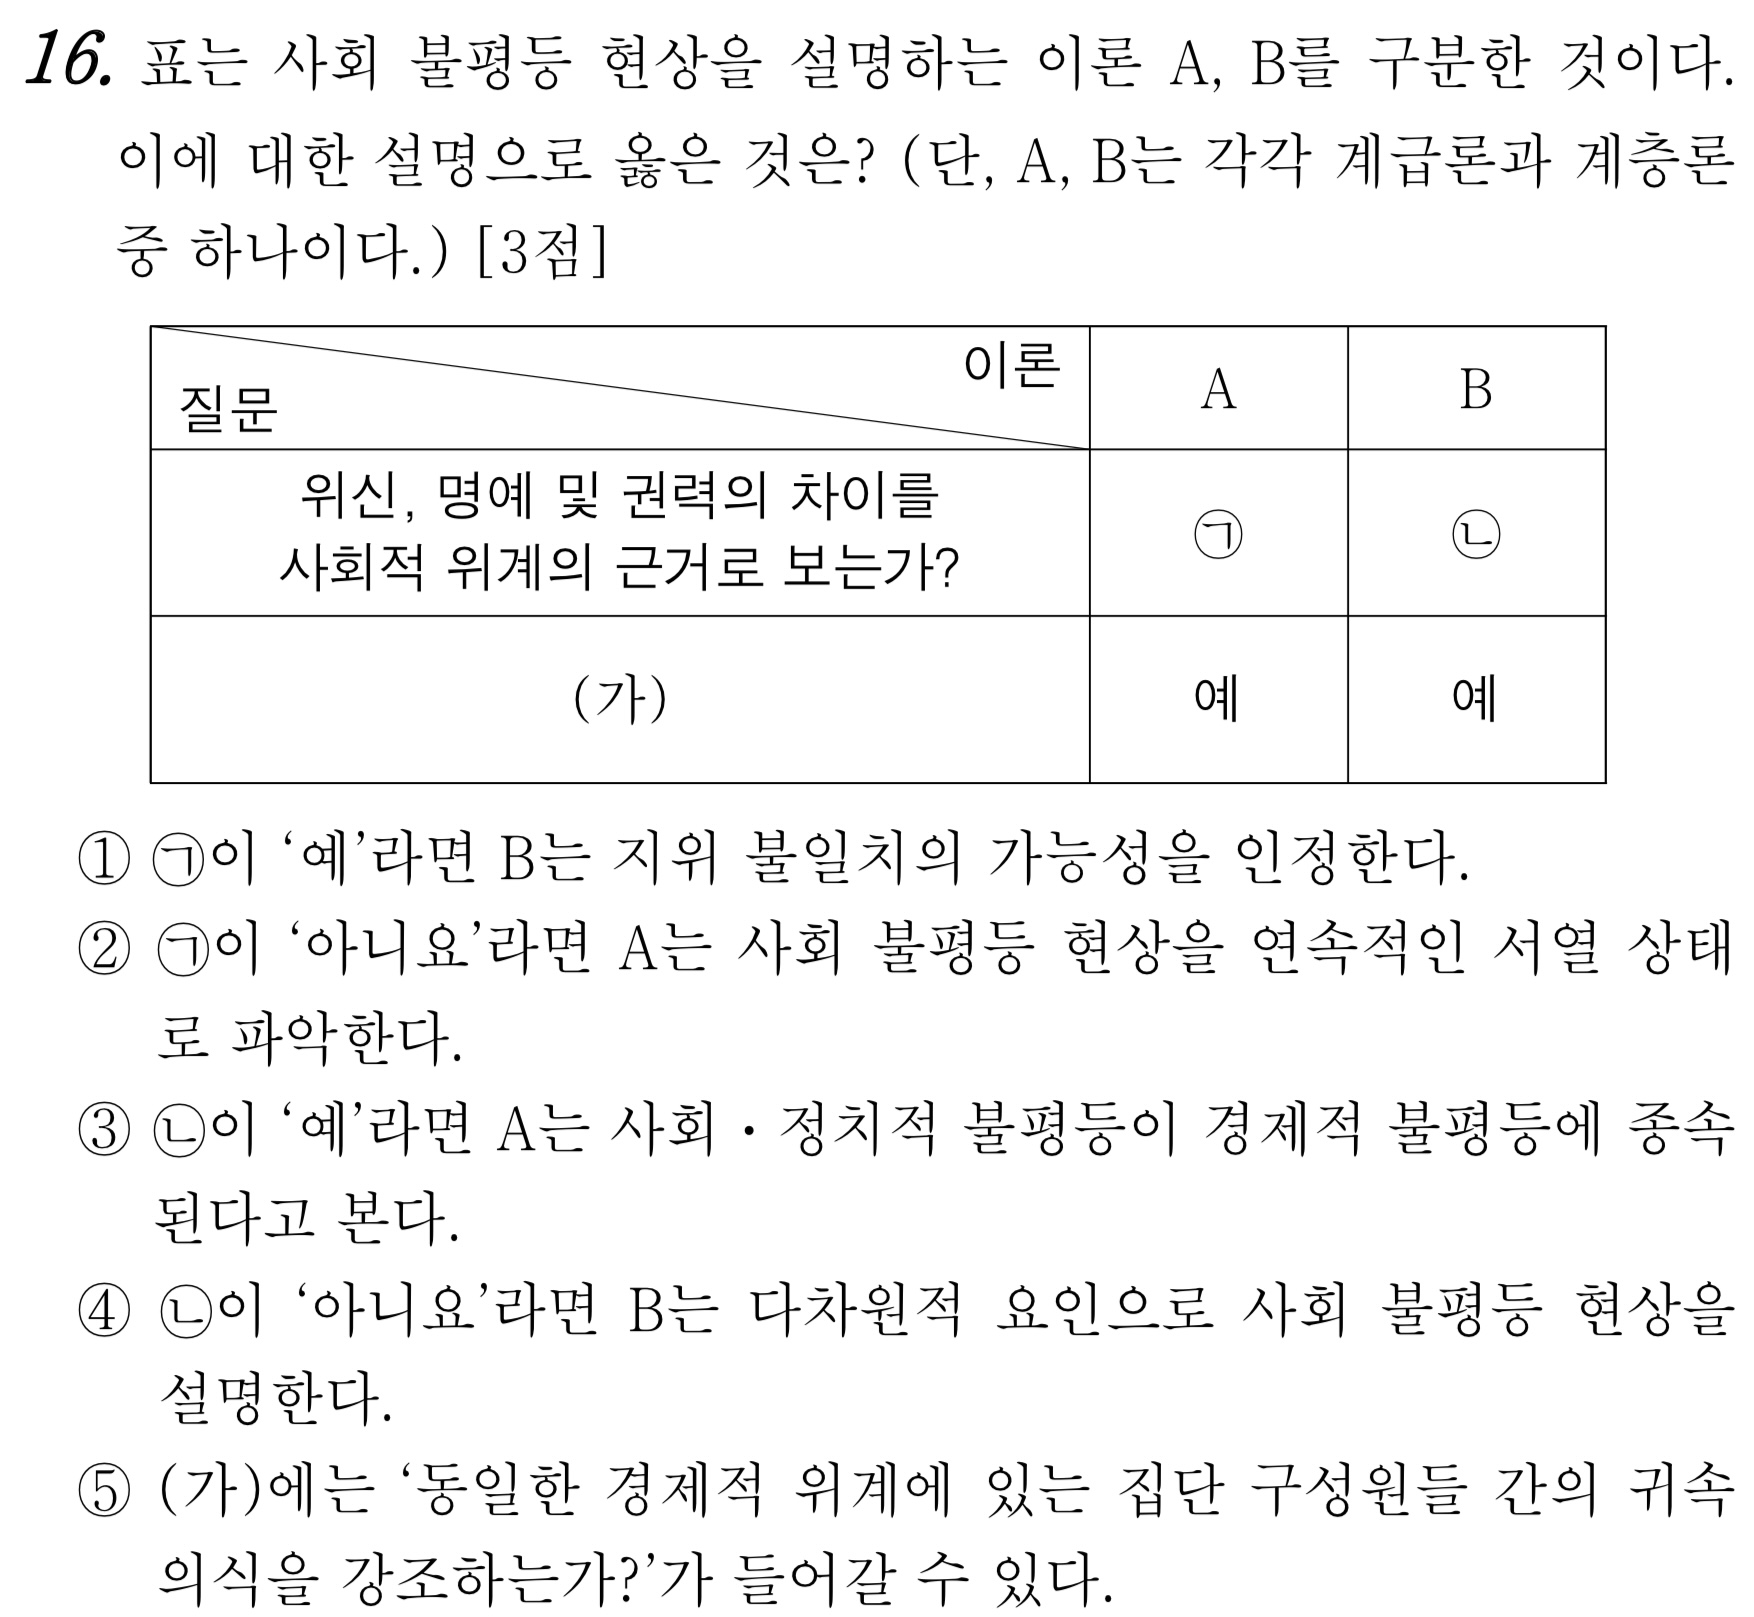 16. 표는 사회 불평등 현상을 설명하는 이론 A, B를 구분한 것이다.
이에 대한 설명으로 옳은 것은? (단, A, B는 각각 계급론과 계층론
중 하나이다.) [3점]
이론
질문
A
B
위신, 명예 및 권력의 차이를
사회적 위계의 근거로 보는가?
㉠
㉡
(가)
예
예
① ㉠이 ‘예’라면 B는 지위 불일치의 가능성을 인정한다.
② ㉠이 ‘아니요’라면 A는 사회 불평등 현상을 연속적인 서열 상태
로 파악한다.
③ ㉡이 ‘예’라면 A는 사회·정치적 불평등이 경제적 불평등에 종속
된다고 본다.
④ ㉡이 ‘아니요’라면 B는 다차원적 요인으로 사회 불평등 현상을
설명한다.
⑤ (가)에는 ‘동일한 경제적 위계에 있는 집단 구성원들 간의 귀속
의식을 강조하는가?’가 들어갈 수 있다.